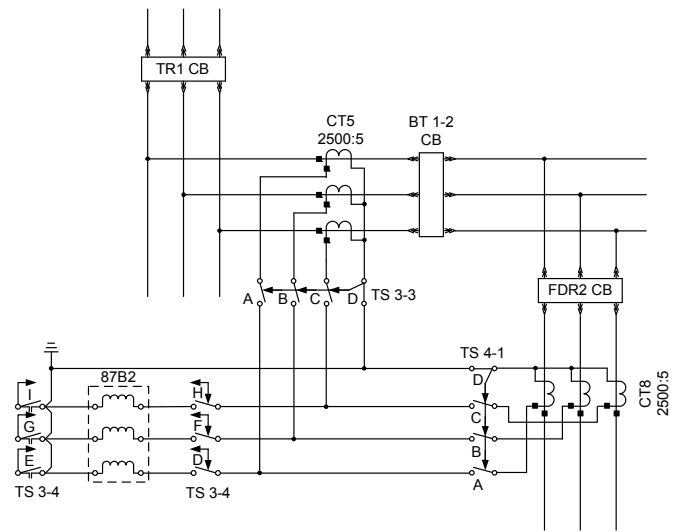 TR1 CB
CT5
2500:5
BT 1-2
CB
A B C D TS 3-3
FDR2 CB
TS 4-1
87B2
D
I H C
G F B
E D A
TS 3-4 TS 3-4
CT8
2500:5